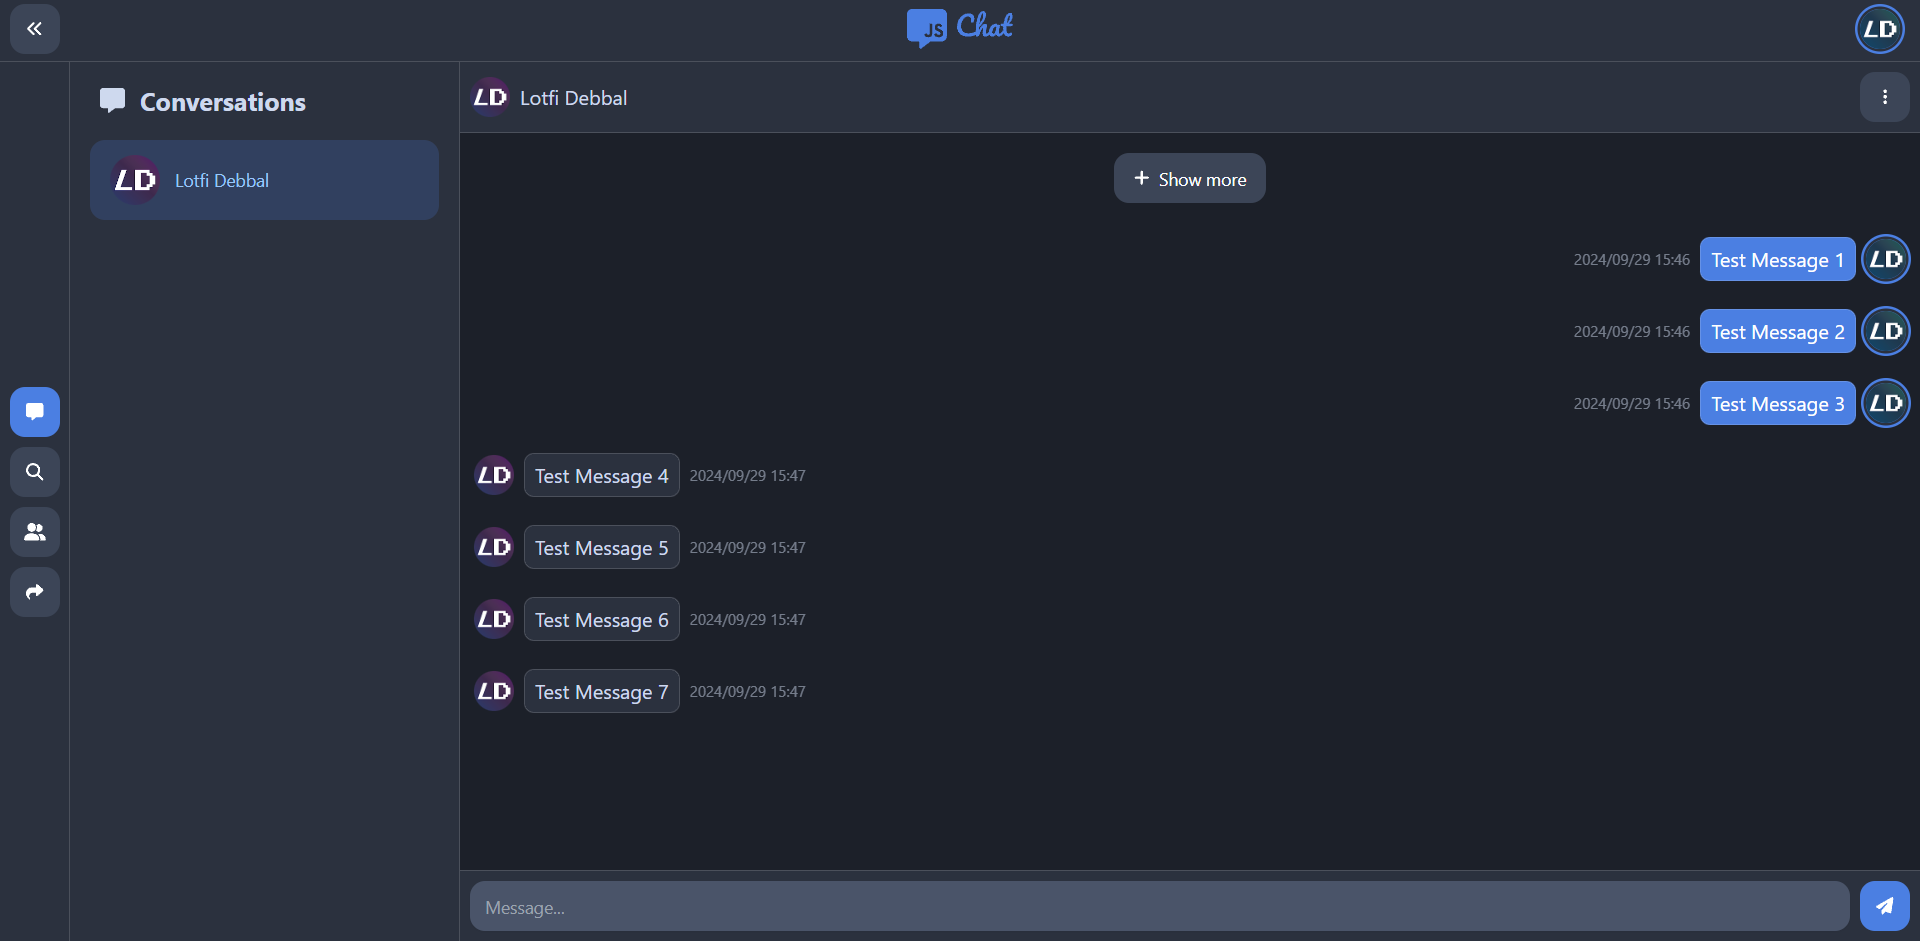 JS Chat
LD
Conversations
LD Lotfi Debbal
LD Lotfi Debbal
Show more
2024/09/29 15:46 Test Message 1 LD
2024/09/29 15:46 Test Message 2 LD
2024/09/29 15:46 Test Message 3 LD
LD Test Message 4 2024/09/29 15:47
LD Test Message 5 2024/09/29 15:47
LD Test Message 6 2024/09/29 15:47
LD Test Message 7 2024/09/29 15:47
Message...